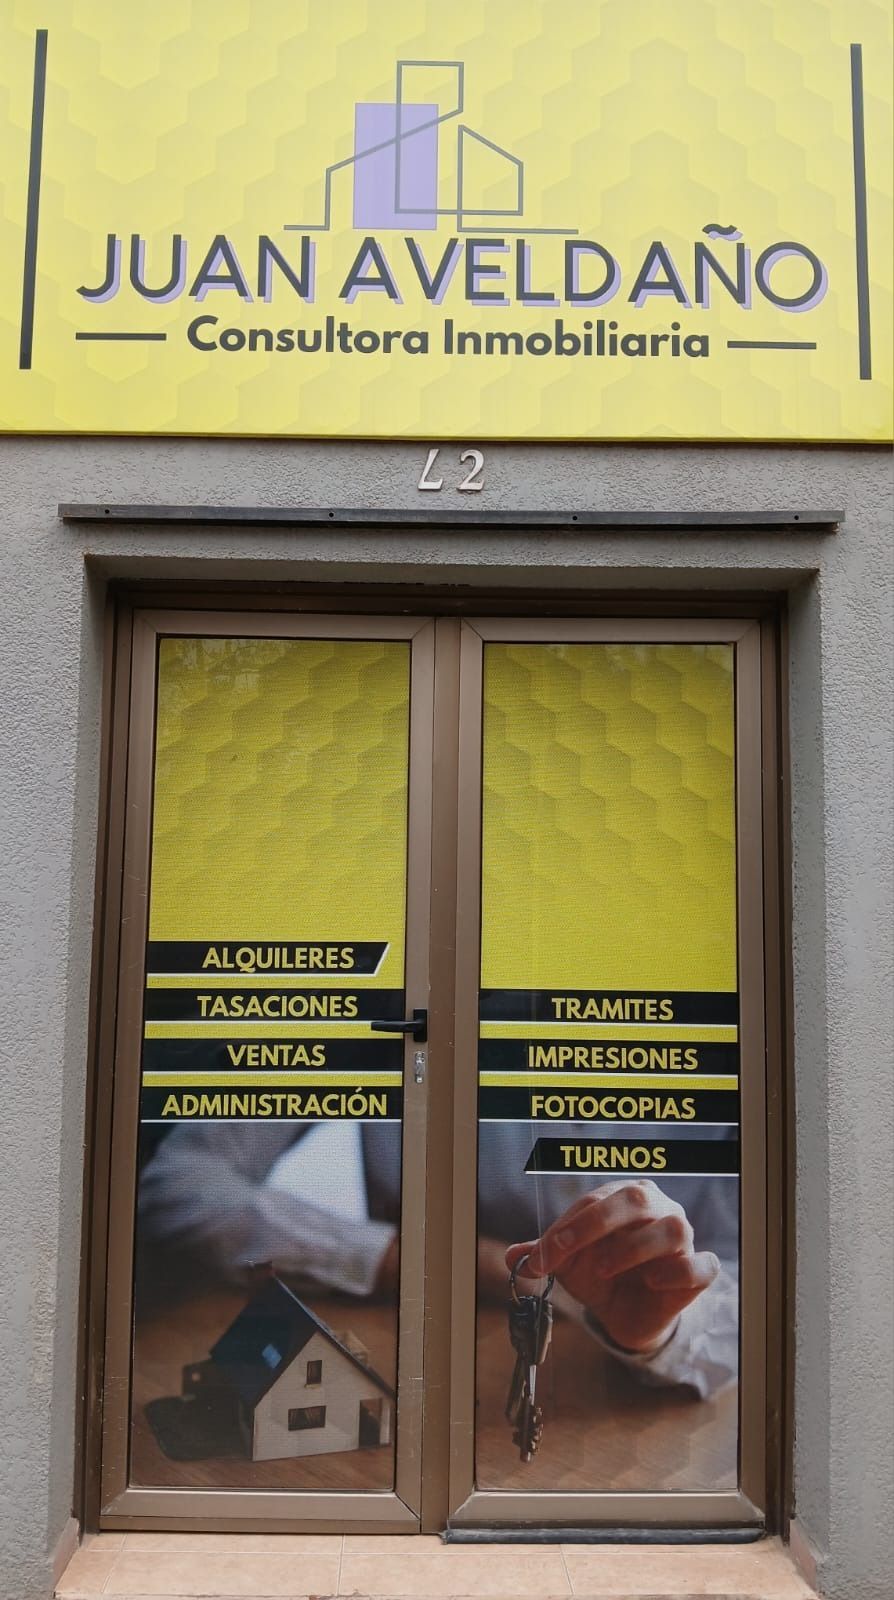 JUAN AVELDAÑO
Consultora Inmobiliaria
L2
ALQUILERES
TASACIONES
VENTAS
ADMINISTRACIÓN
TRAMITES
IMPRESIONES
FOTOCOPIAS
TURNOS